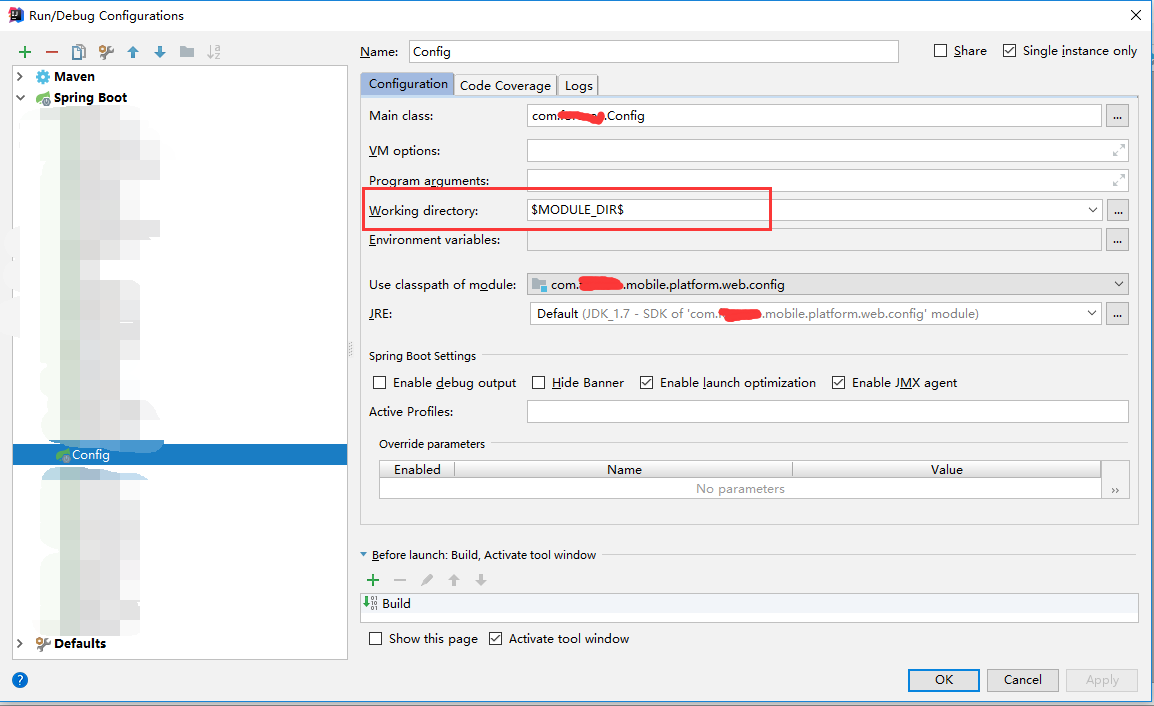 Run/Debug Configurations
Maven
Spring Boot
Config
Defaults
Name: Config
Share
Single instance only
Configuration
Code Coverage
Logs
Main class: com. .Config ...
VM options:
Program arguments:
Working directory: $MODULE_DIR$ ...
Environment variables: ...
Use classpath of module: com. .mobile.platform.web.config
JRE: Default (JDK_1.7 - SDK of 'com. .mobile.platform.web.config' module) ...
Spring Boot Settings
Enable debug output
Hide Banner
Enable launch optimization
Enable JMX agent
Active Profiles:
Override parameters
Enabled Name Value
No parameters
Before launch: Build, Activate tool window
Build
Show this page
Activate tool window
OK
Cancel
Apply